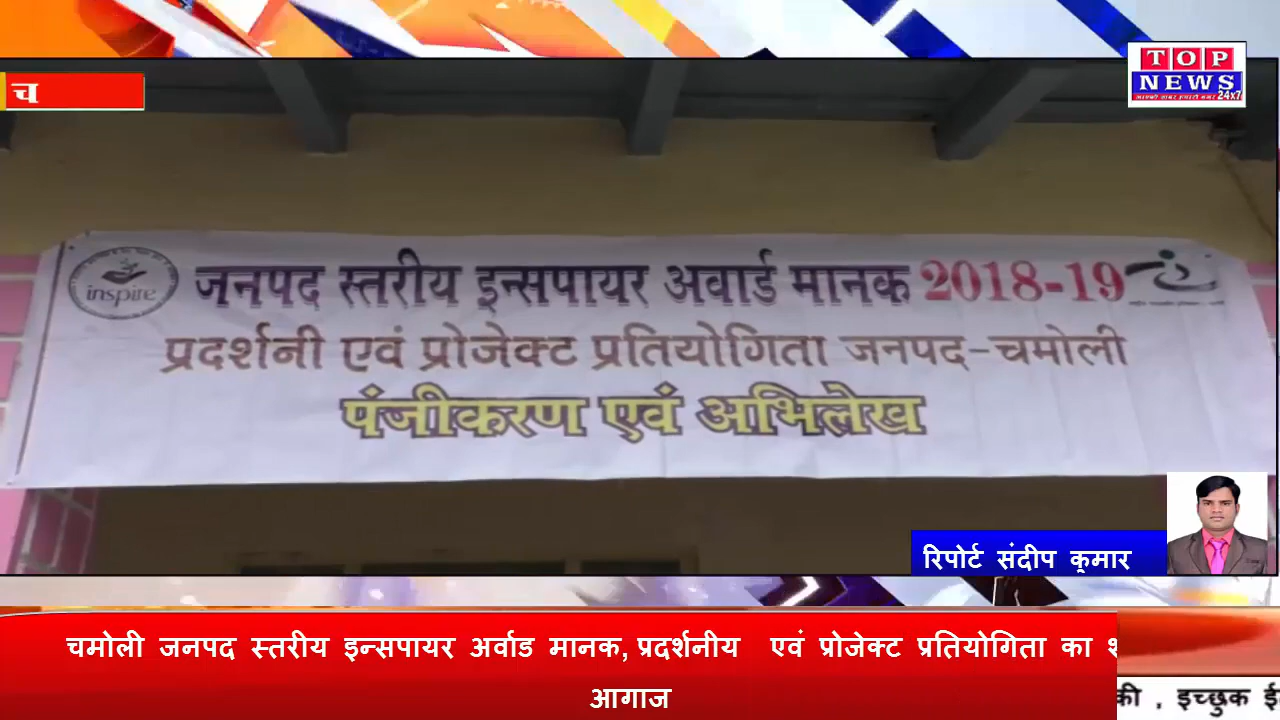 TOP
NEWS
24x7
च
inspire
जनपद स्तरीय इन्सपायर अवार्ड मानक 2018-19
प्रदर्शनी एवं प्रोजेक्ट प्रतियोगिता जनपद-चमोली
पंजीकरण एवं अभिलेख
रिपोर्ट संदीप कुमार
चमोली जनपद स्तरीय इन्सपायर अर्वाड मानक, प्रदर्शनीय एवं प्रोजेक्ट प्रतियोगिता का
आगाज
की , इच्छुक